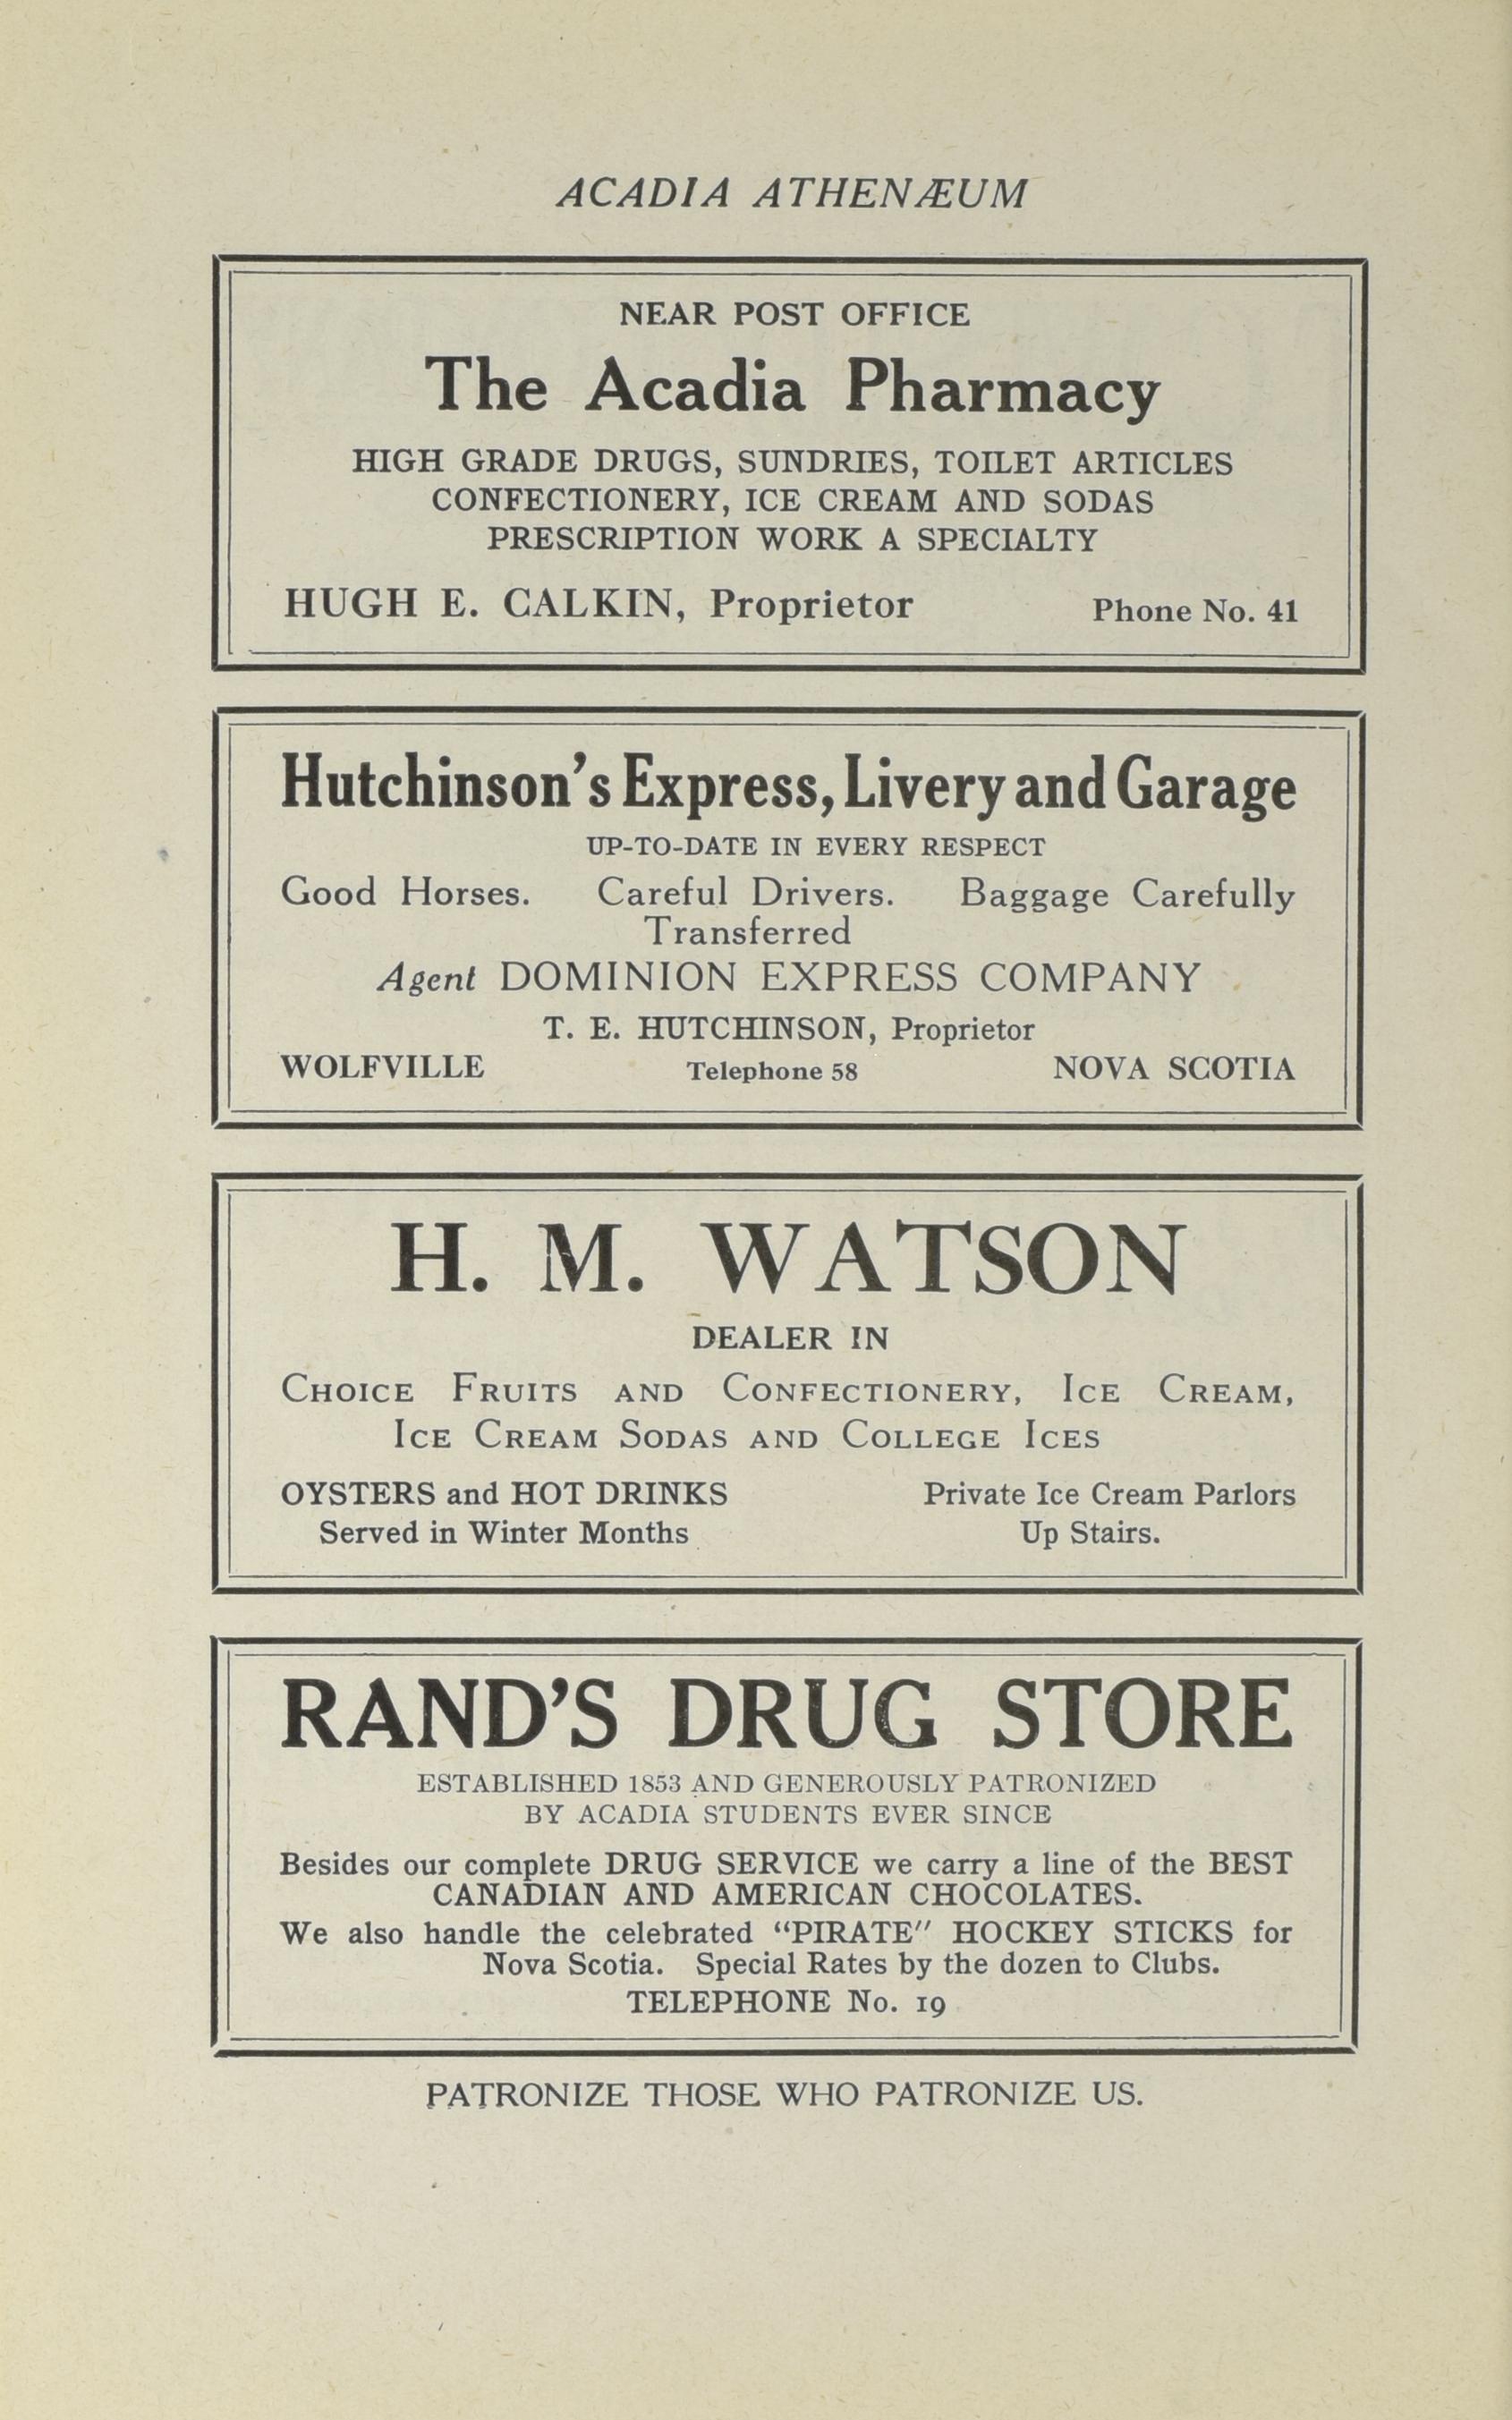 ACADIA ATHENÆUM
NEAR POST OFFICE
The Acadia Pharmacy
HIGH GRADE DRUGS, SUNDRIES, TOILET ARTICLES
CONFECTIONERY, ICE CREAM AND SODAS
PRESCRIPTION WORK A SPECIALTY
HUGH E. CALKIN, Proprietor Phone No. 41
Hutchinson's Express, Livery and Garage
UP-TO-DATE IN EVERY RESPECT
Good Horses. Careful Drivers. Baggage Carefully
Transferred
Agent DOMINION EXPRESS COMPANY
T. E. HUTCHINSON, Proprietor
WOLFVILLE Telephone 58 NOVA SCOTIA
H. M. WATSON
DEALER IN
CHOICE FRUITS AND CONFECTIONERY, ICE CREAM,
ICE CREAM SODAS AND COLLEGE ICES
OYSTERS and HOT DRINKS Private Ice Cream Parlors
Served in Winter Months Up Stairs.
RAND'S DRUG STORE
ESTABLISHED 1853 AND GENEROUSLY PATRONIZED
BY ACADIA STUDENTS EVER SINCE
Besides our complete DRUG SERVICE we carry a line of the BEST
CANADIAN AND AMERICAN CHOCOLATES.
We also handle the celebrated "PIRATE" HOCKEY STICKS for
Nova Scotia. Special Rates by the dozen to Clubs.
TELEPHONE No. 19
PATRONIZE THOSE WHO PATRONIZE US.